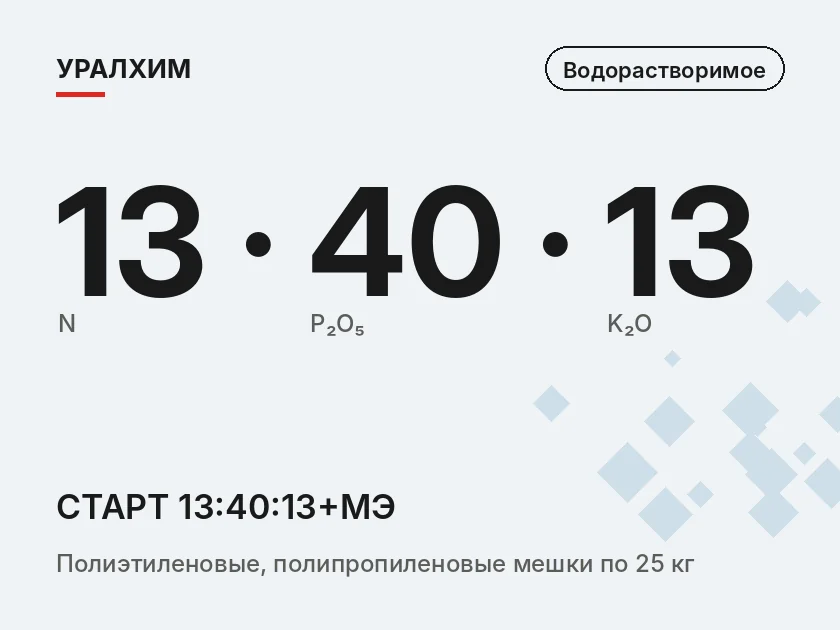 УРАЛХИМ
Водорастворимое
13 • 40 • 13
N P₂O₅ K₂O
СТАРТ 13:40:13+МЭ
Полиэтиленовые, полипропиленовые мешки по 25 кг